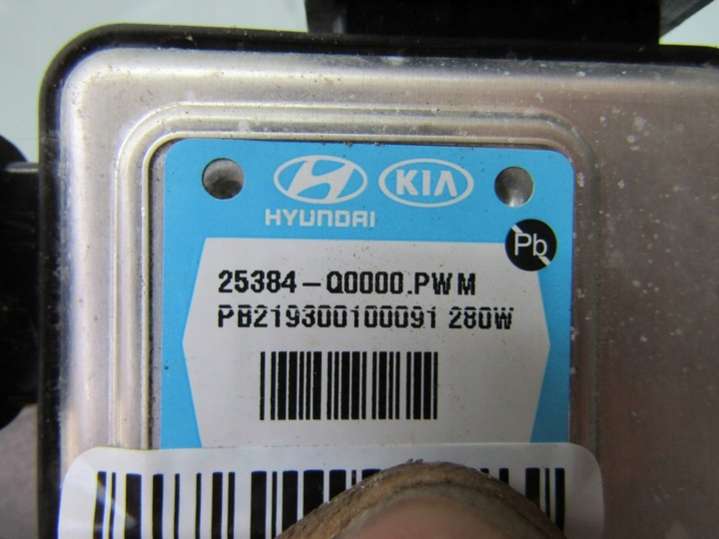 HYUNDAI
KIA
Pb
25384-Q0000.PWM
PB219300100091 280W